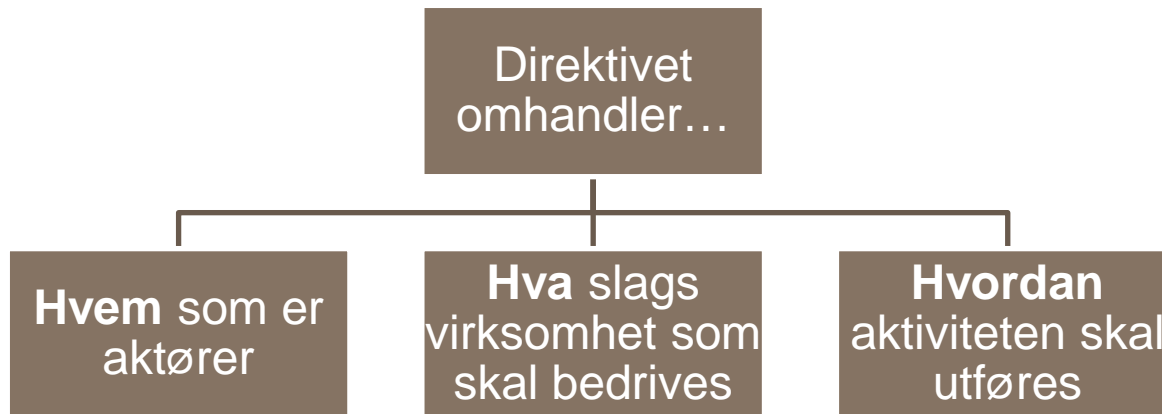 Direktivet
omhandler…
Hvem som er
aktører
Hva slags
virksomhet som
skal bedrives
Hvordan
aktiviteten skal
utføres